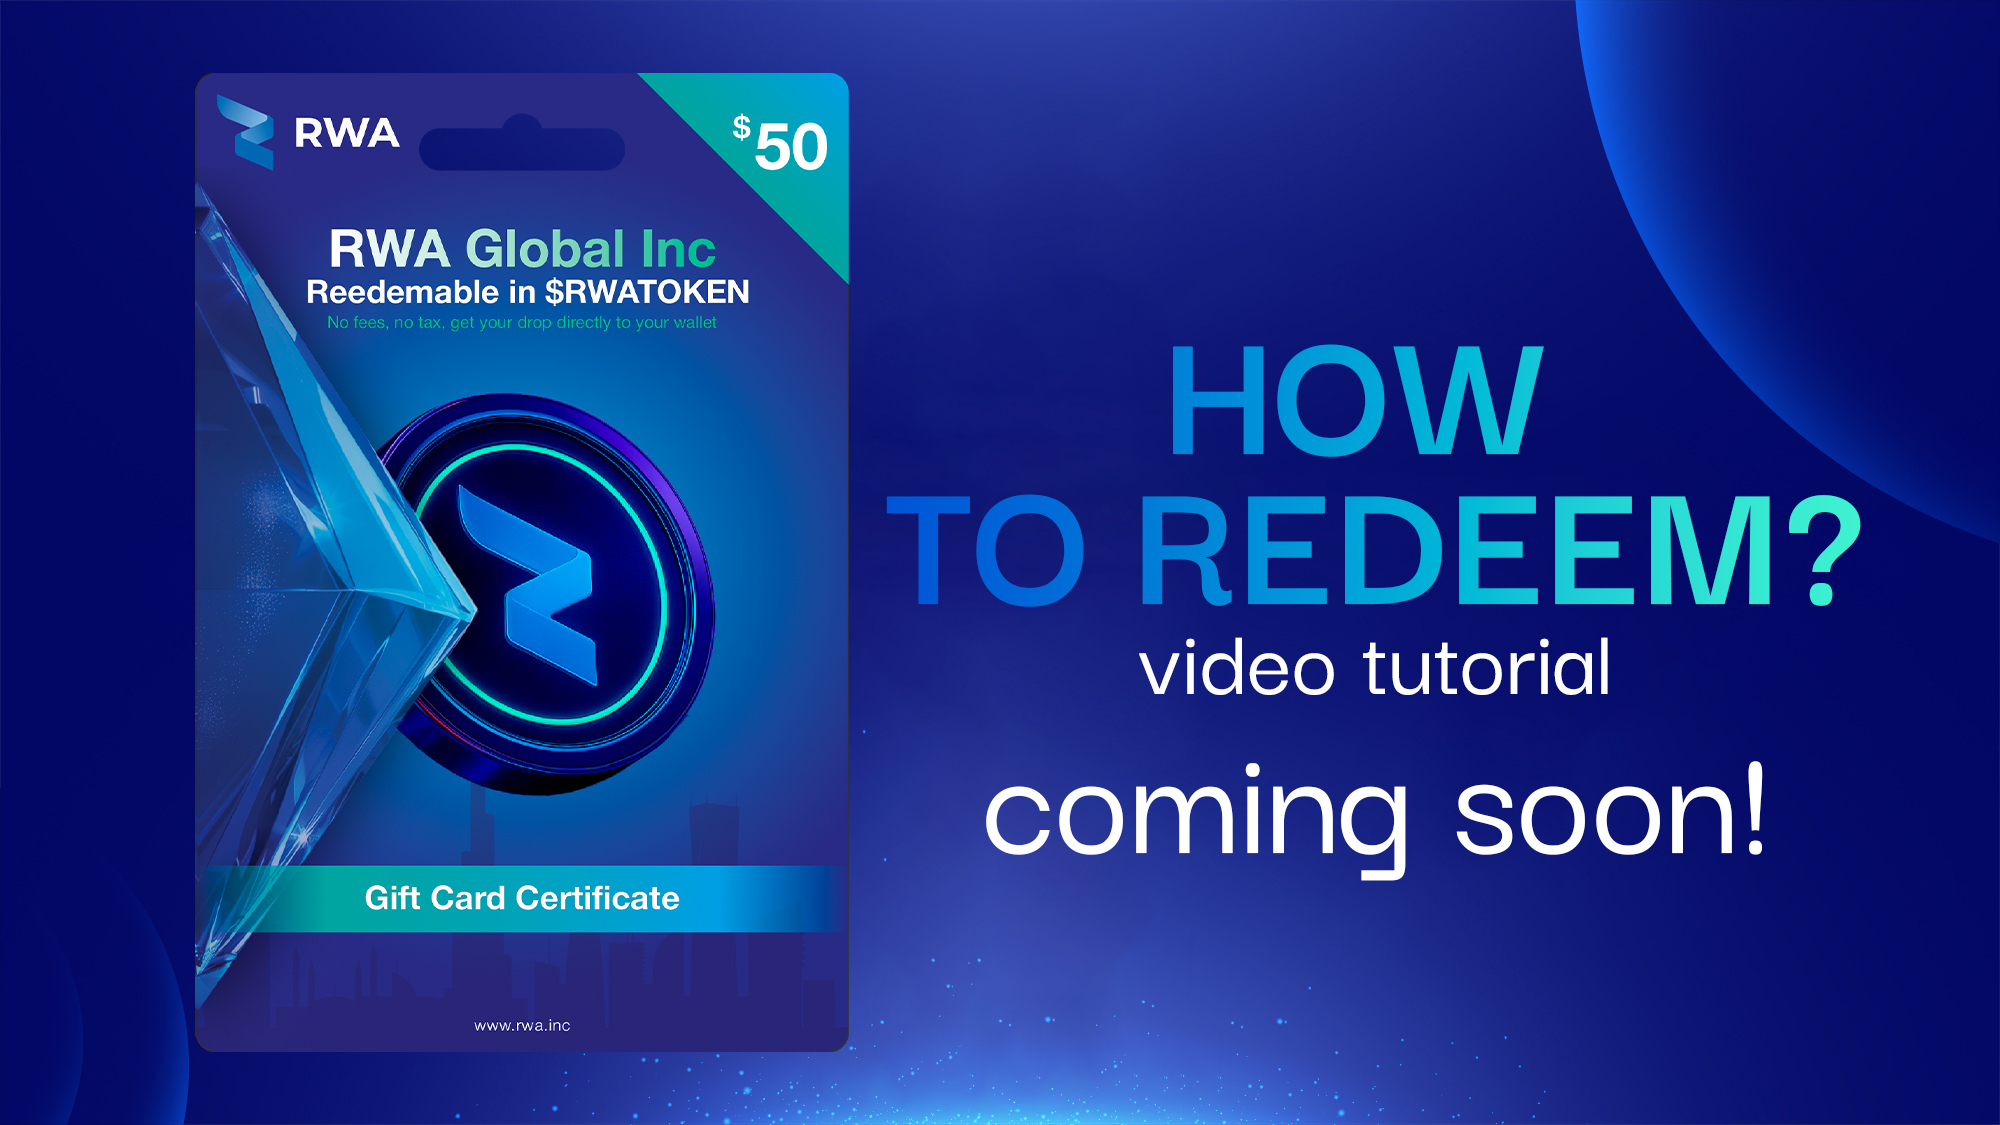 RWA
$50
RWA Global Inc
Reedemable in $RWATOKEN
No fees, no tax, get your drop directly to your wallet
Gift Card Certificate
www.rwa.inc
HOW
TO REDEEM?
video tutorial
coming soon!